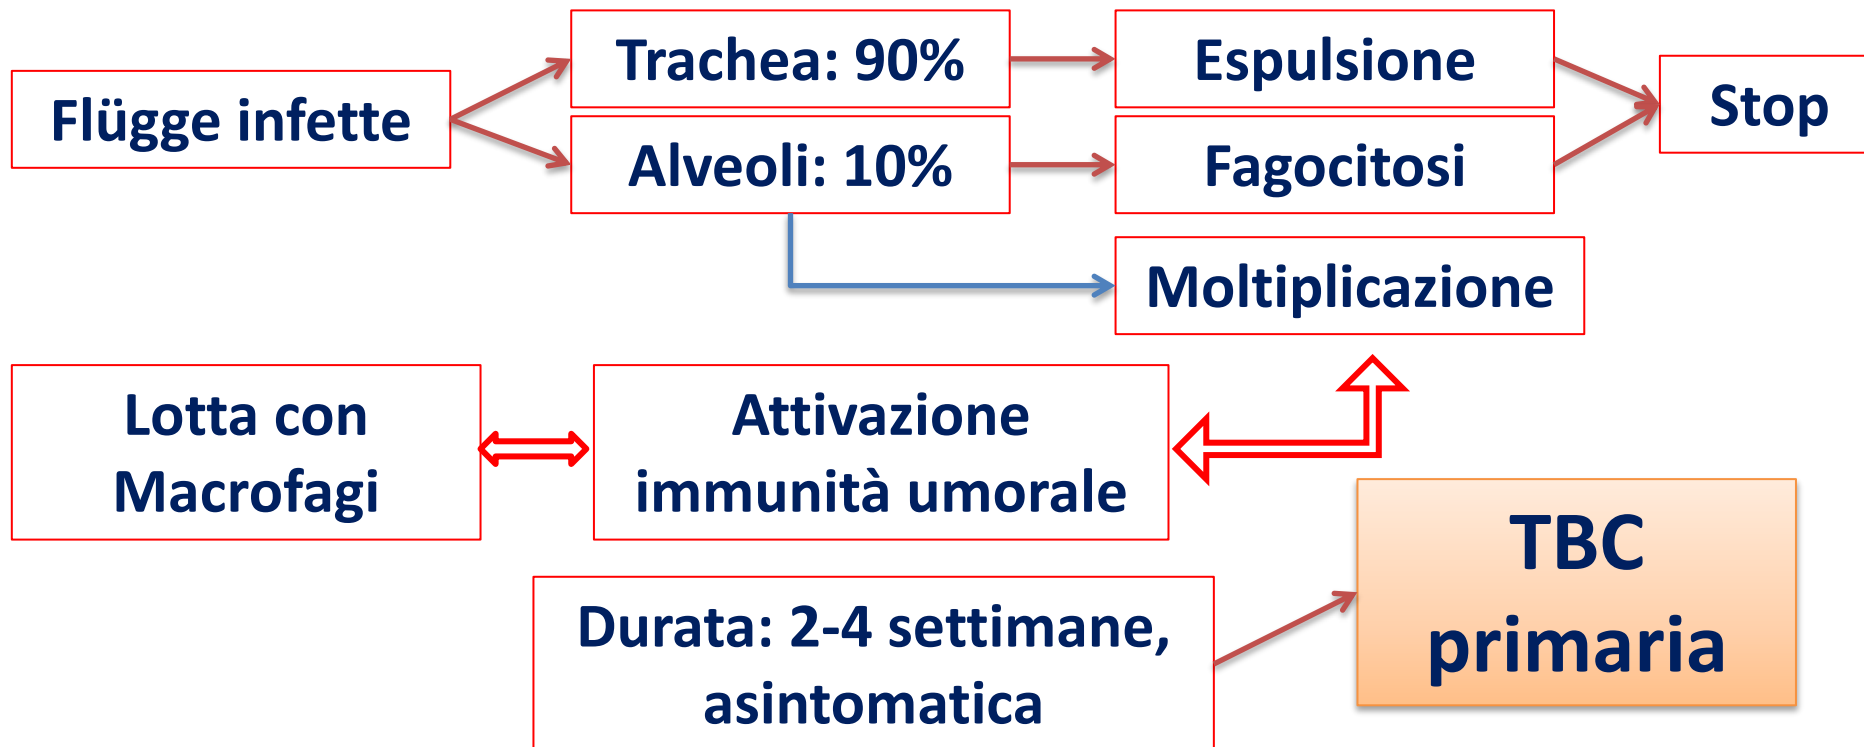 Flügge infette
Trachea: 90%
Espulsione
Stop
Alveoli: 10%
Fagocitosi
Moltiplicazione
Lotta con
Macrofagi
Attivazione
immunità umorale
TBC
primaria
Durata: 2-4 settimane,
asintomatica